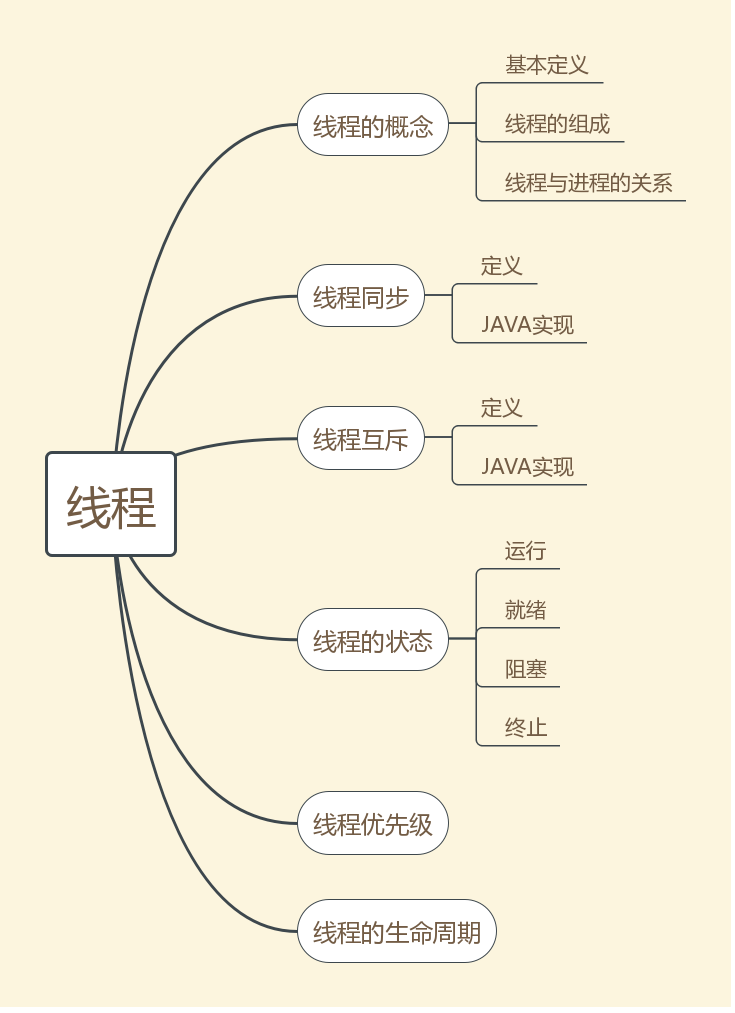 线程
线程的概念
基本定义
线程的组成
线程与进程的关系
线程同步
定义
JAVA实现
线程互斥
定义
JAVA实现
线程的状态
运行
就绪
阻塞
终止
线程优先级
线程的生命周期